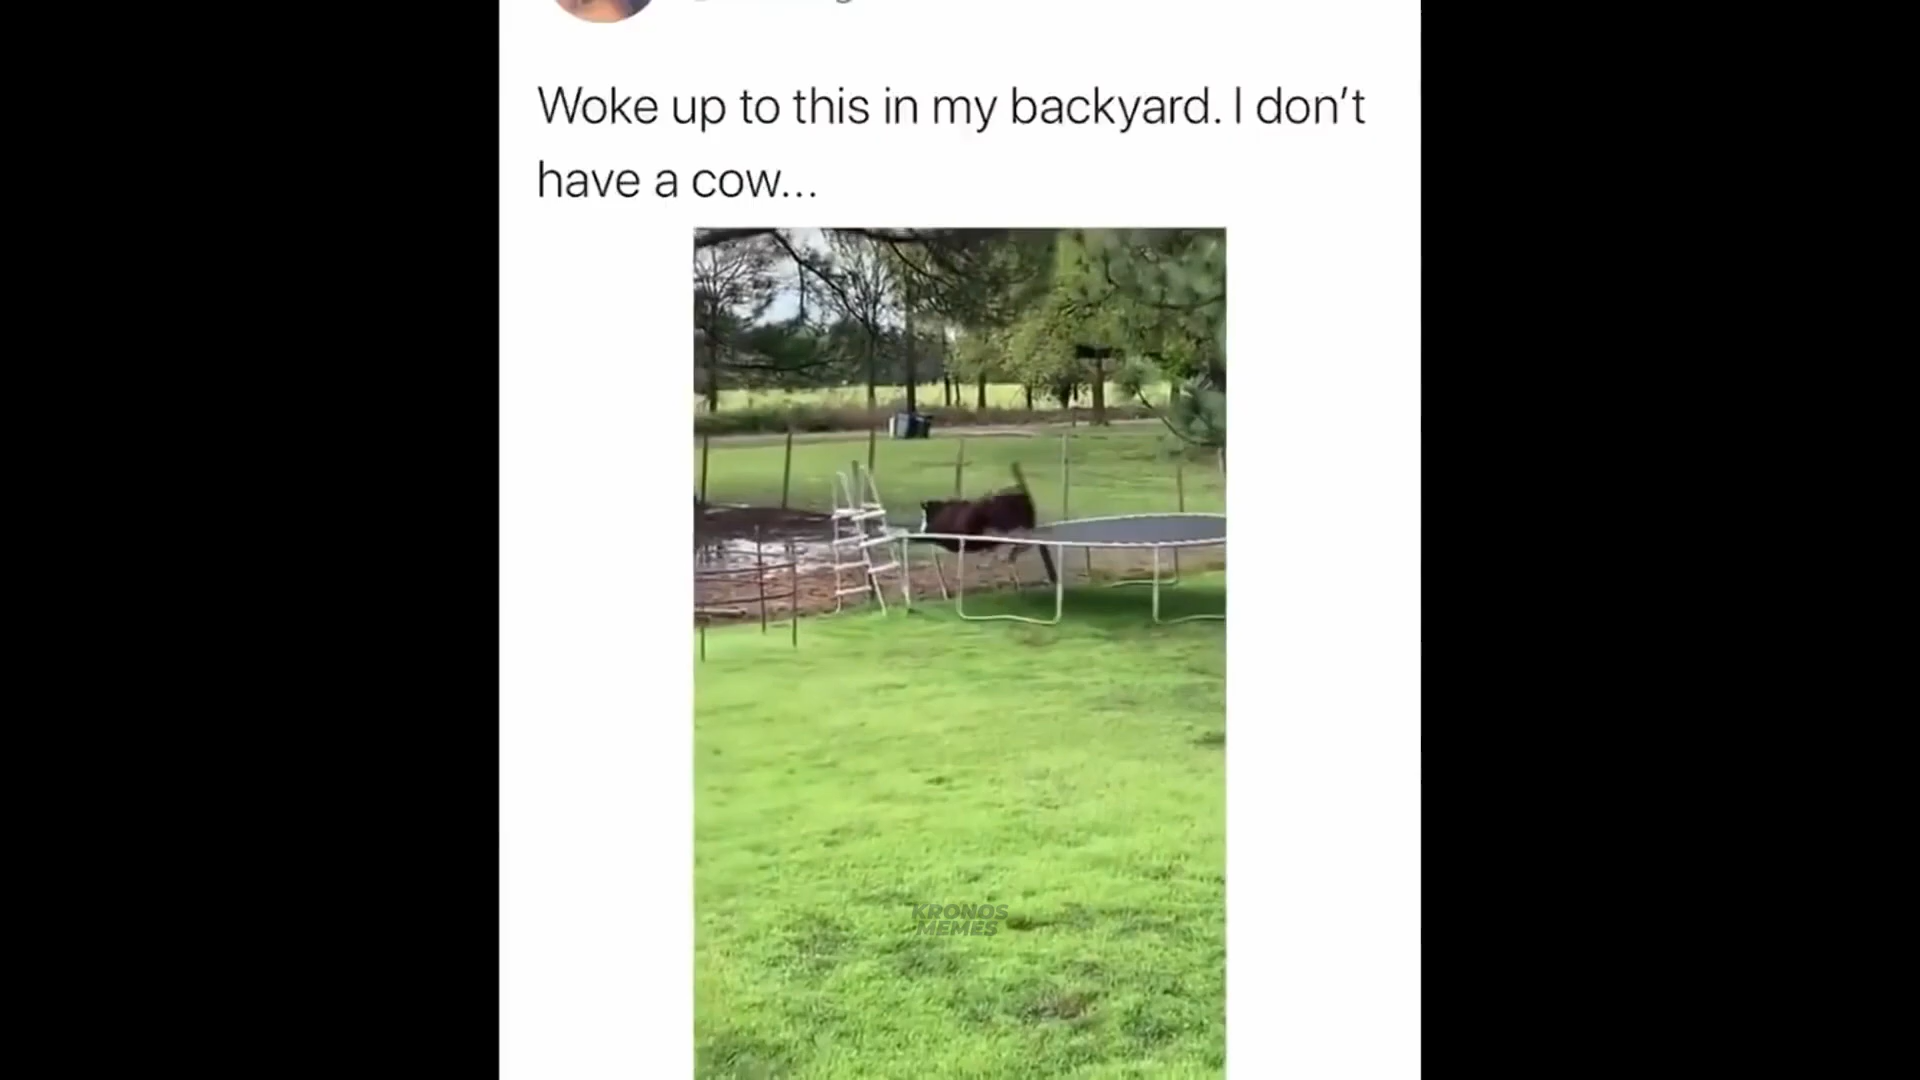 Woke up to this in my backyard. I don’t
have a cow...
KRONOS
MEMES